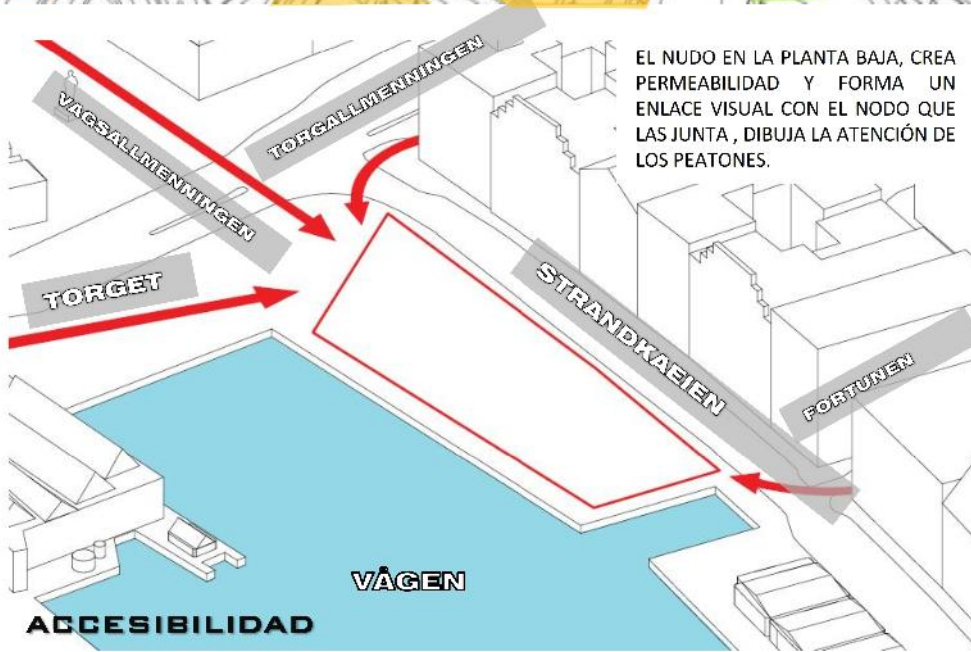 EL NUDO EN LA PLANTA BAJA, CREA
PERMEABILIDAD Y FORMA UN
ENLACE VISUAL CON EL NODO QUE
LAS JUNTA , DIBUJA LA ATENCIÓN DE
LOS PEATONES.
TORGALLMENNINGEN
VAGSALLMENNINGEN
TORGET
STRANDKAEIEN
FORTUNEN
VÅGEN
ACCESIBILIDAD